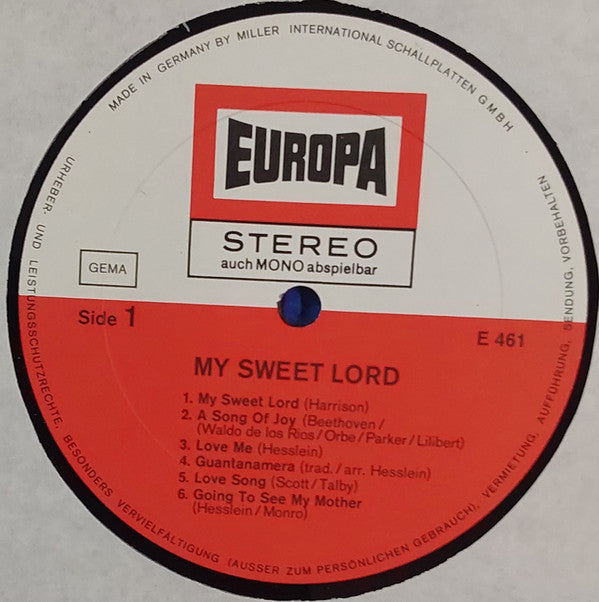 MADE IN GERMANY BY MILLER INTERNATIONAL SCHALLPLATTEN GMBH
EUROPA
STEREO
auch MONO abspielbar
GEMA
Side 1
E 461
MY SWEET LORD
1. My Sweet Lord (Harrison)
2. A Song Of Joy (Beethoven/
(Waldo de los Rios/Orbe/Parker/Lilibert)
3. Love Me (Hesslein)
4. Guantanamera (trad./arr. Hesslein)
5. Love Song (Scott/Talby)
6. Going To See My Mother
(Hesslein/Monro)
URHEBER- UND LEISTUNGSSCHUTZRECHTE, BESONDERS VERVIELFÄLTIGUNG (AUSSER ZUM PERSÖNLICHEN GEBRAUCH), VERMIETUNG, AUFFÜHRUNG, SENDUNG, VORBEHALTEN